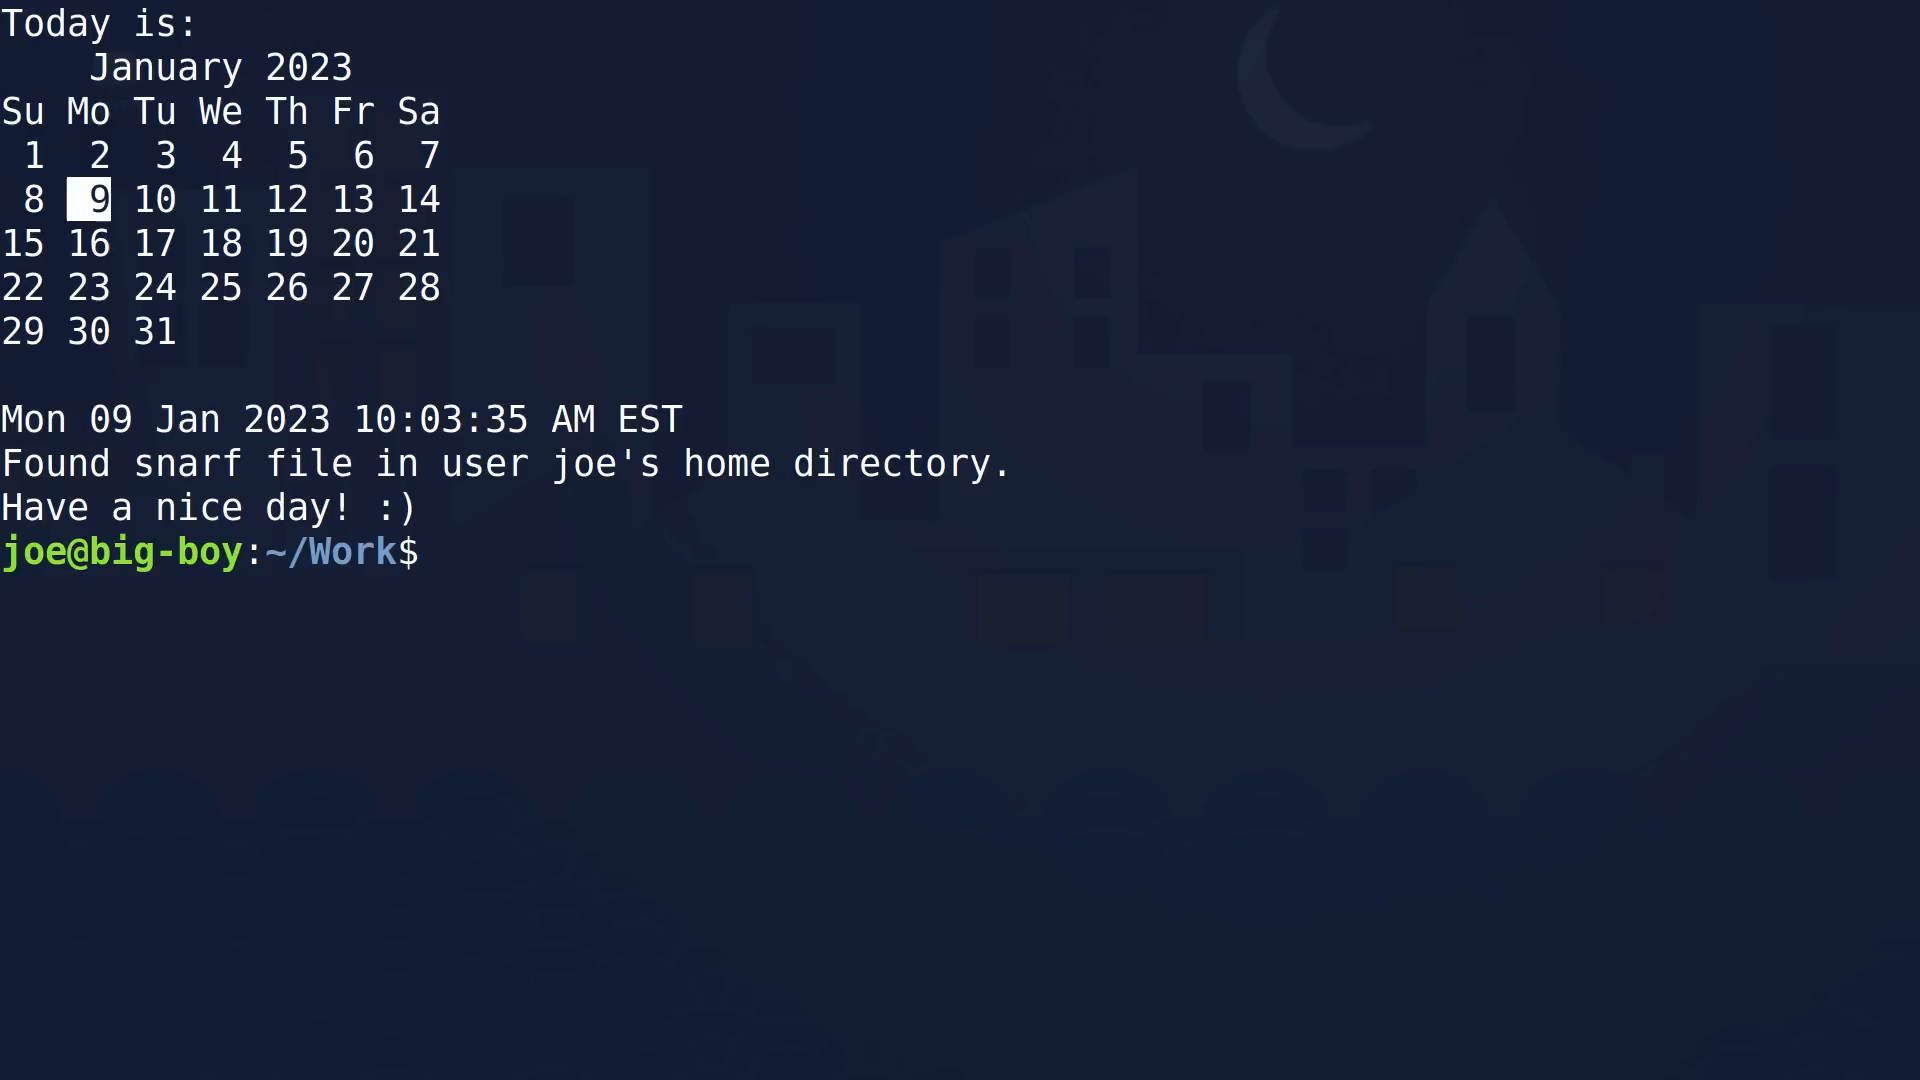 Today is:
    January 2023
Su Mo Tu We Th Fr Sa
 1  2  3  4  5  6  7
 8  9 10 11 12 13 14
15 16 17 18 19 20 21
22 23 24 25 26 27 28
29 30 31

Mon 09 Jan 2023 10:03:35 AM EST
Found snarf file in user joe's home directory.
Have a nice day! :)
joe@big-boy:~/Work$